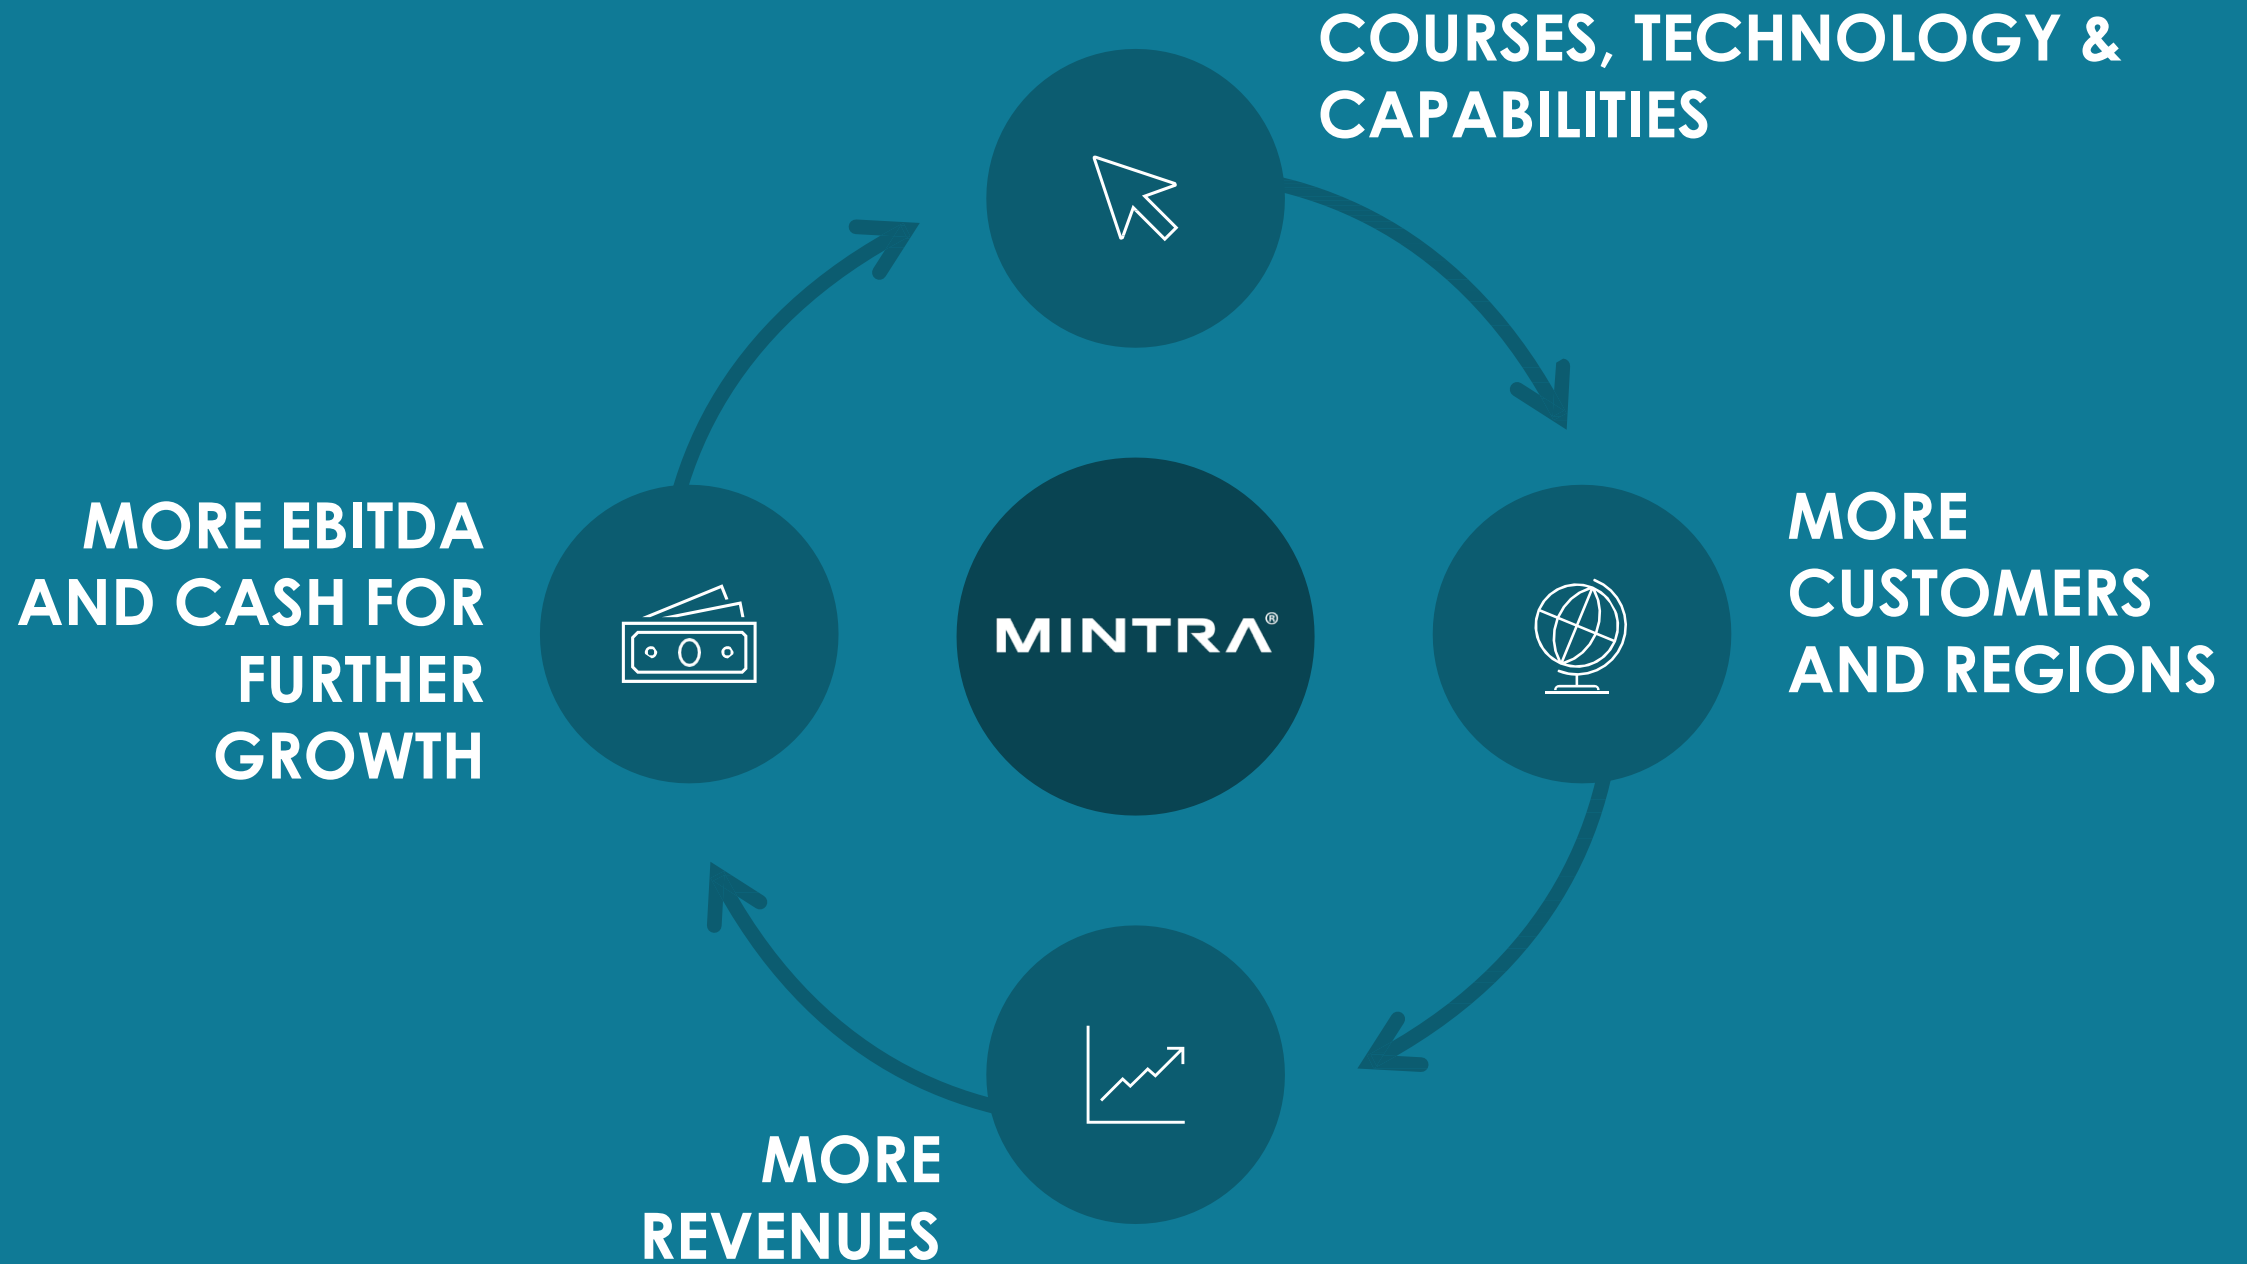 COURSES, TECHNOLOGY &
CAPABILITIES
MORE EBITDA
AND CASH FOR
FURTHER
GROWTH
MINTRA®
MORE
CUSTOMERS
AND REGIONS
MORE
REVENUES